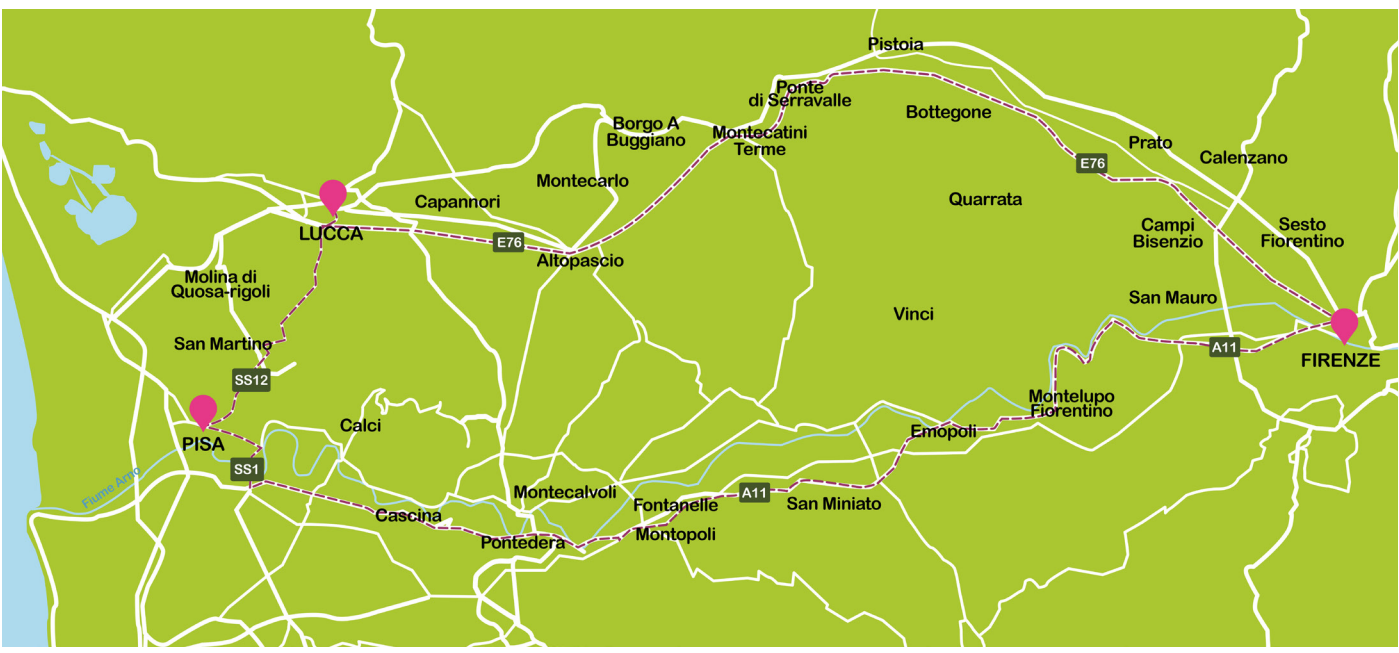 Pistoia
Ponte
di Serravalle
Bottegone
Borgo A
Buggiano
Montecatini
Terme
Prato
Calenzano
E76
Montecarlo
Capannori
Quarrata
LUCCA
E76
Altopascio
Campi
Bisenzio
Sesto
Fiorentino
Molina di
Quosa-rigoli
San Mauro
Vinci
San Martino
A11
FIRENZE
SS12
Montelupo
Fiorentino
Calci
Emopoli
PISA
SS1
Fiume Arno
Montecalvoli
A11
Fontanelle
San Miniato
Cascina
Montopoli
Pontedera